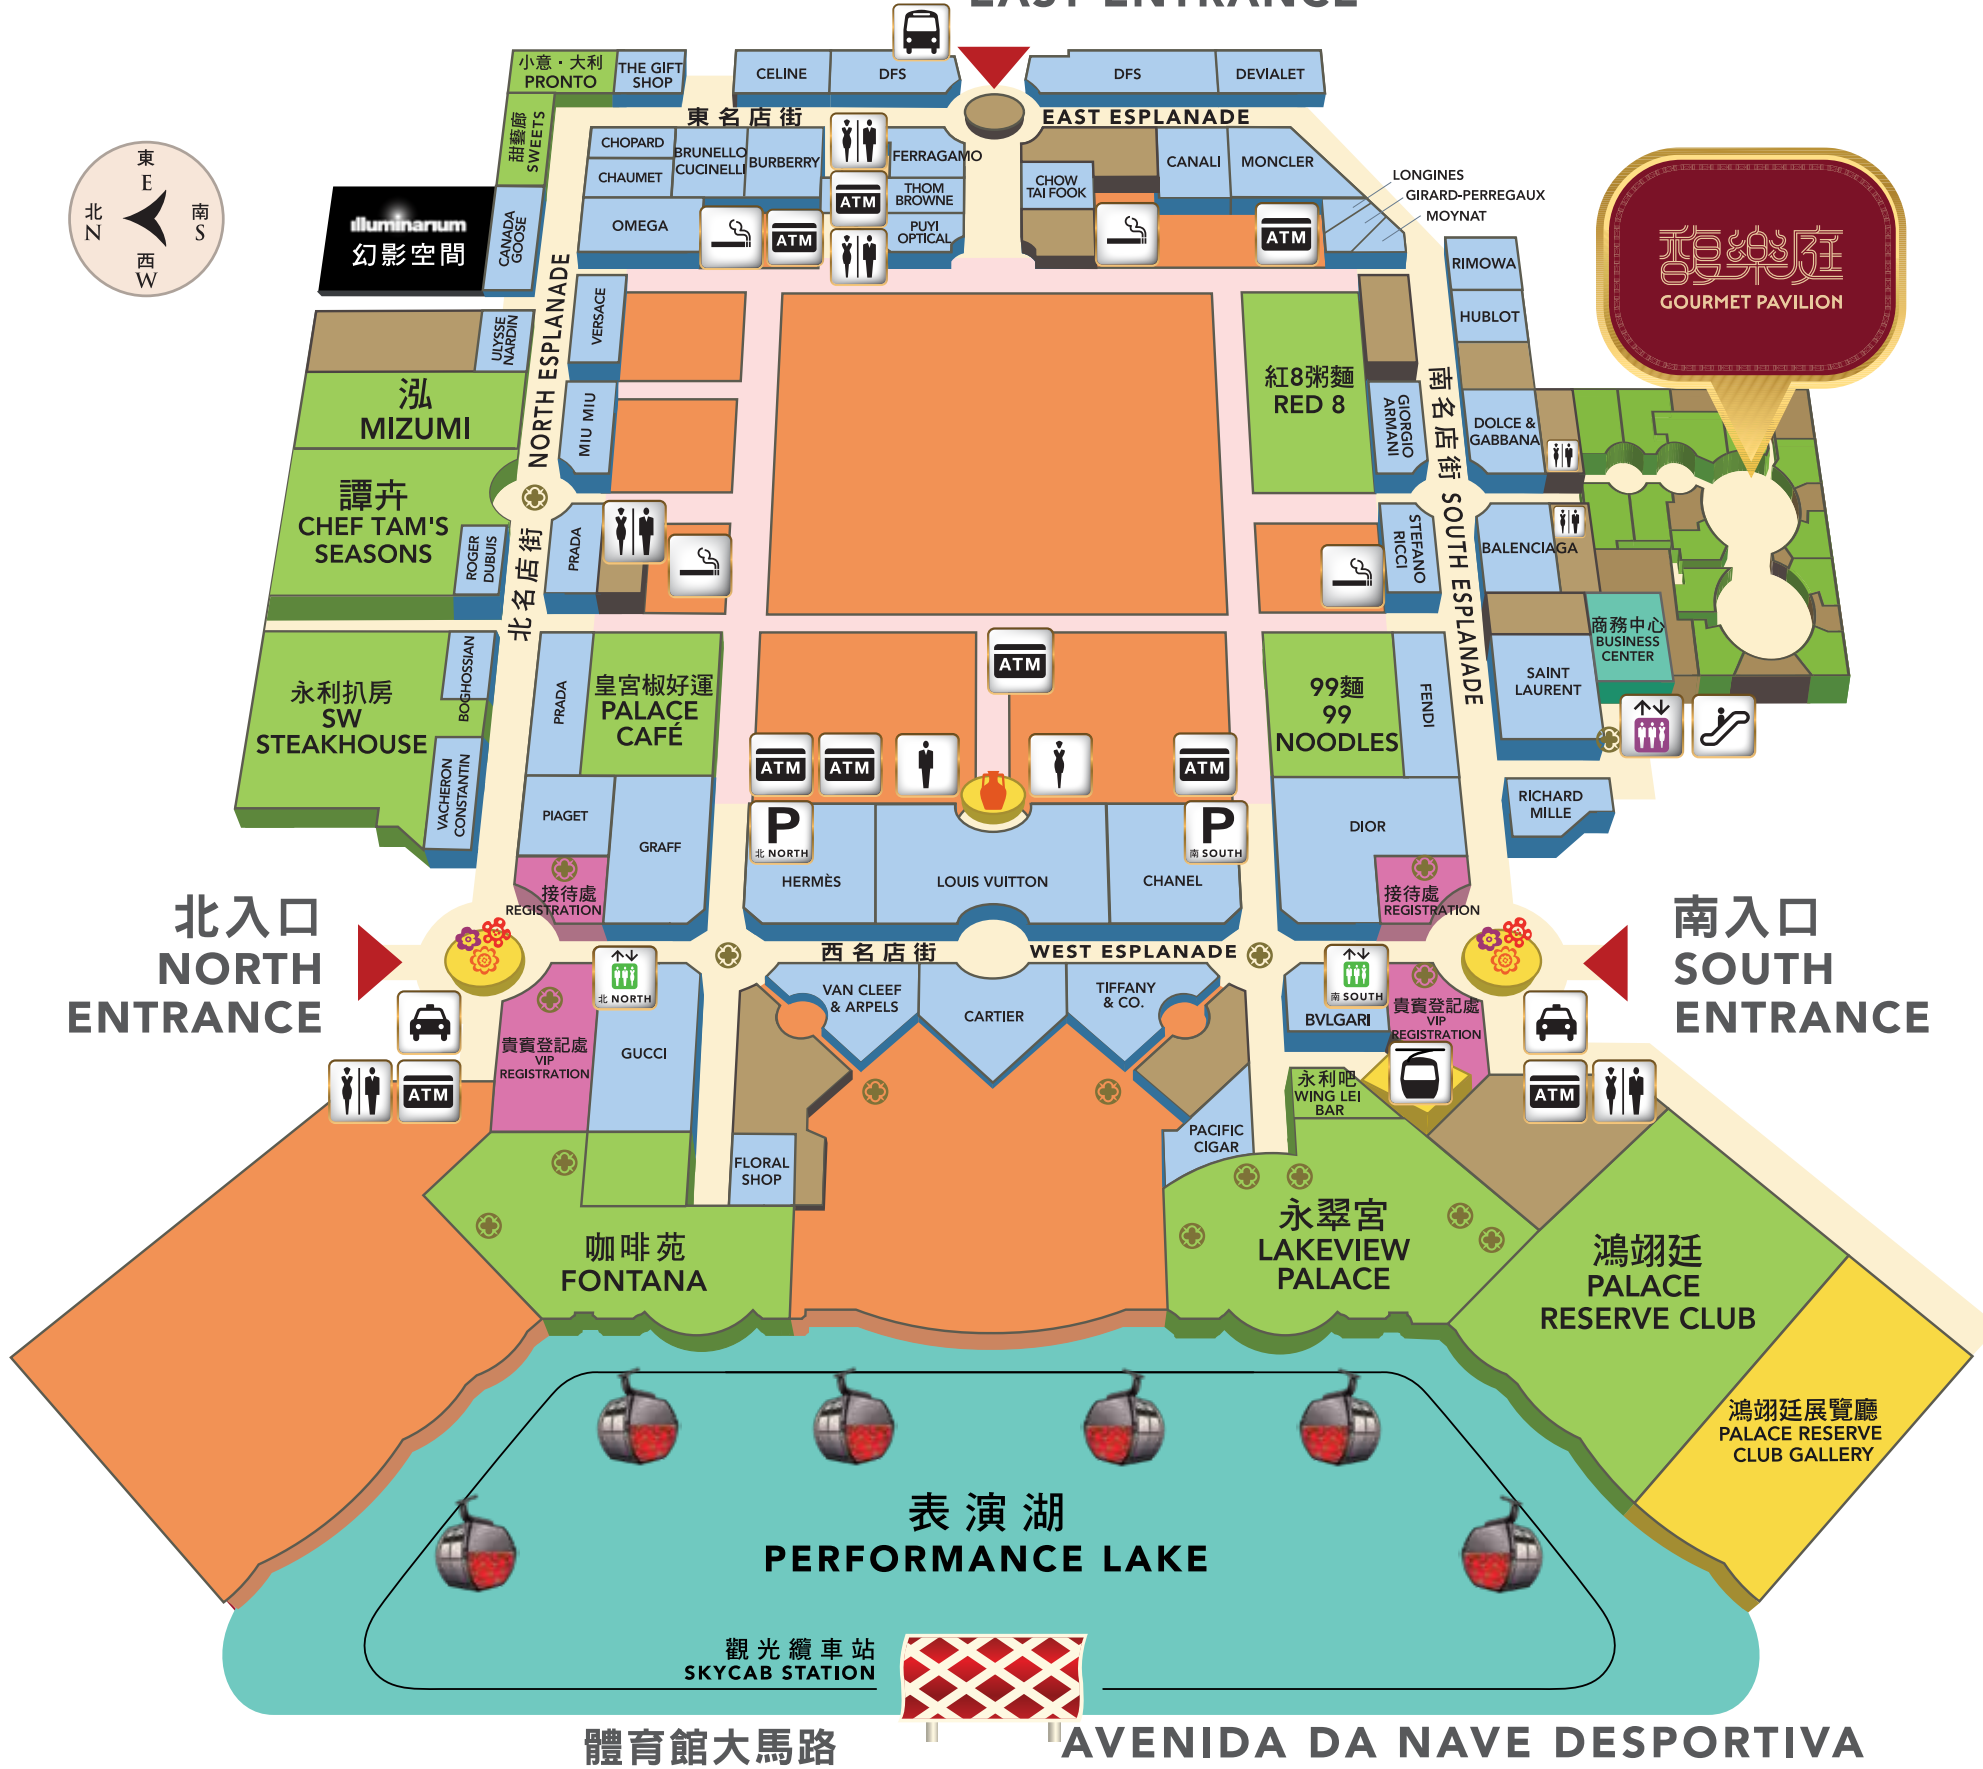 EAST ENTRANCE
小意·大利
PRONTO
THE GIFT
SHOP
CELINE
DFS
DFS
DEVIALET
甜藝廊
SWEETS
東名店街
EAST ESPLANADE
CHOPARD
CHAUMET
BRUNELLO
CUCINELLI
BURBERRY
FERRAGAMO
THOM
BROWNE
PUYI
OPTICAL
ATM
ATM
OMEGA
CHOW
TAI FOOK
CANALI
MONCLER
ATM
LONGINES
GIRARD-PERREGAUX
MOYNAT
東
E
北
N
南
S
西
W
illuminarium
幻影空間
CANADA
GOOSE
馥樂庭
GOURMET PAVILION
RIMOWA
HUBLOT
ULYSSE
NARDIN
NORTH ESPLANADE
北名店街
VERSACE
MIU MIU
泓
MIZUMI
紅8粥麵
RED 8
GIORGIO
ARMANI
南名店街 SOUTH ESPLANADE
DOLCE &
GABBANA
譚卉
CHEF TAM'S
SEASONS
ROGER
DUBUIS
PRADA
STEFANO
RICCI
BALENCIAGA
商務中心
BUSINESS
CENTER
SAINT
LAURENT
永利扒房
SW
STEAKHOUSE
BOGHOSSIAN
VACHERON
CONSTANTIN
PRADA
皇宮椒好運
PALACE
CAFÉ
ATM
ATM
ATM
ATM
99麵
99
NOODLES
FENDI
RICHARD
MILLE
PIAGET
GRAFF
P
北 NORTH
HERMÈS
LOUIS VUITTON
CHANEL
P
南 SOUTH
DIOR
接待處
REGISTRATION
接待處
REGISTRATION
北入口
NORTH
ENTRANCE
南入口
SOUTH
ENTRANCE
西名店街
WEST ESPLANADE
北 NORTH
南 SOUTH
VAN CLEEF
& ARPELS
CARTIER
TIFFANY
& CO.
BVLGARI
貴賓登記處
VIP
REGISTRATION
貴賓登記處
VIP
REGISTRATION
GUCCI
ATM
ATM
永利吧
WING LEI
BAR
PACIFIC
CIGAR
FLORAL
SHOP
咖啡苑
FONTANA
永翠宮
LAKEVIEW
PALACE
鴻翊廷
PALACE
RESERVE CLUB
鴻翊廷展覽廳
PALACE RESERVE
CLUB GALLERY
表演湖
PERFORMANCE LAKE
觀光纜車站
SKYCAB STATION
體育館大馬路
AVENIDA DA NAVE DESPORTIVA